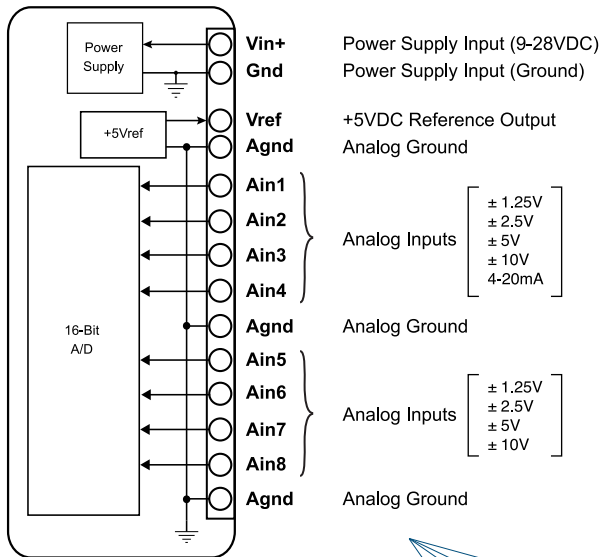 Power
Supply
Vin+ Power Supply Input (9-28VDC)
Gnd Power Supply Input (Ground)
+5Vref
Vref +5VDC Reference Output
Agnd Analog Ground
Ain1
Ain2
Ain3
Ain4
Analog Inputs
± 1.25V
± 2.5V
± 5V
± 10V
4-20mA
16-Bit
A/D
Agnd Analog Ground
Ain5
Ain6
Ain7
Ain8
Analog Inputs
± 1.25V
± 2.5V
± 5V
± 10V
Agnd Analog Ground